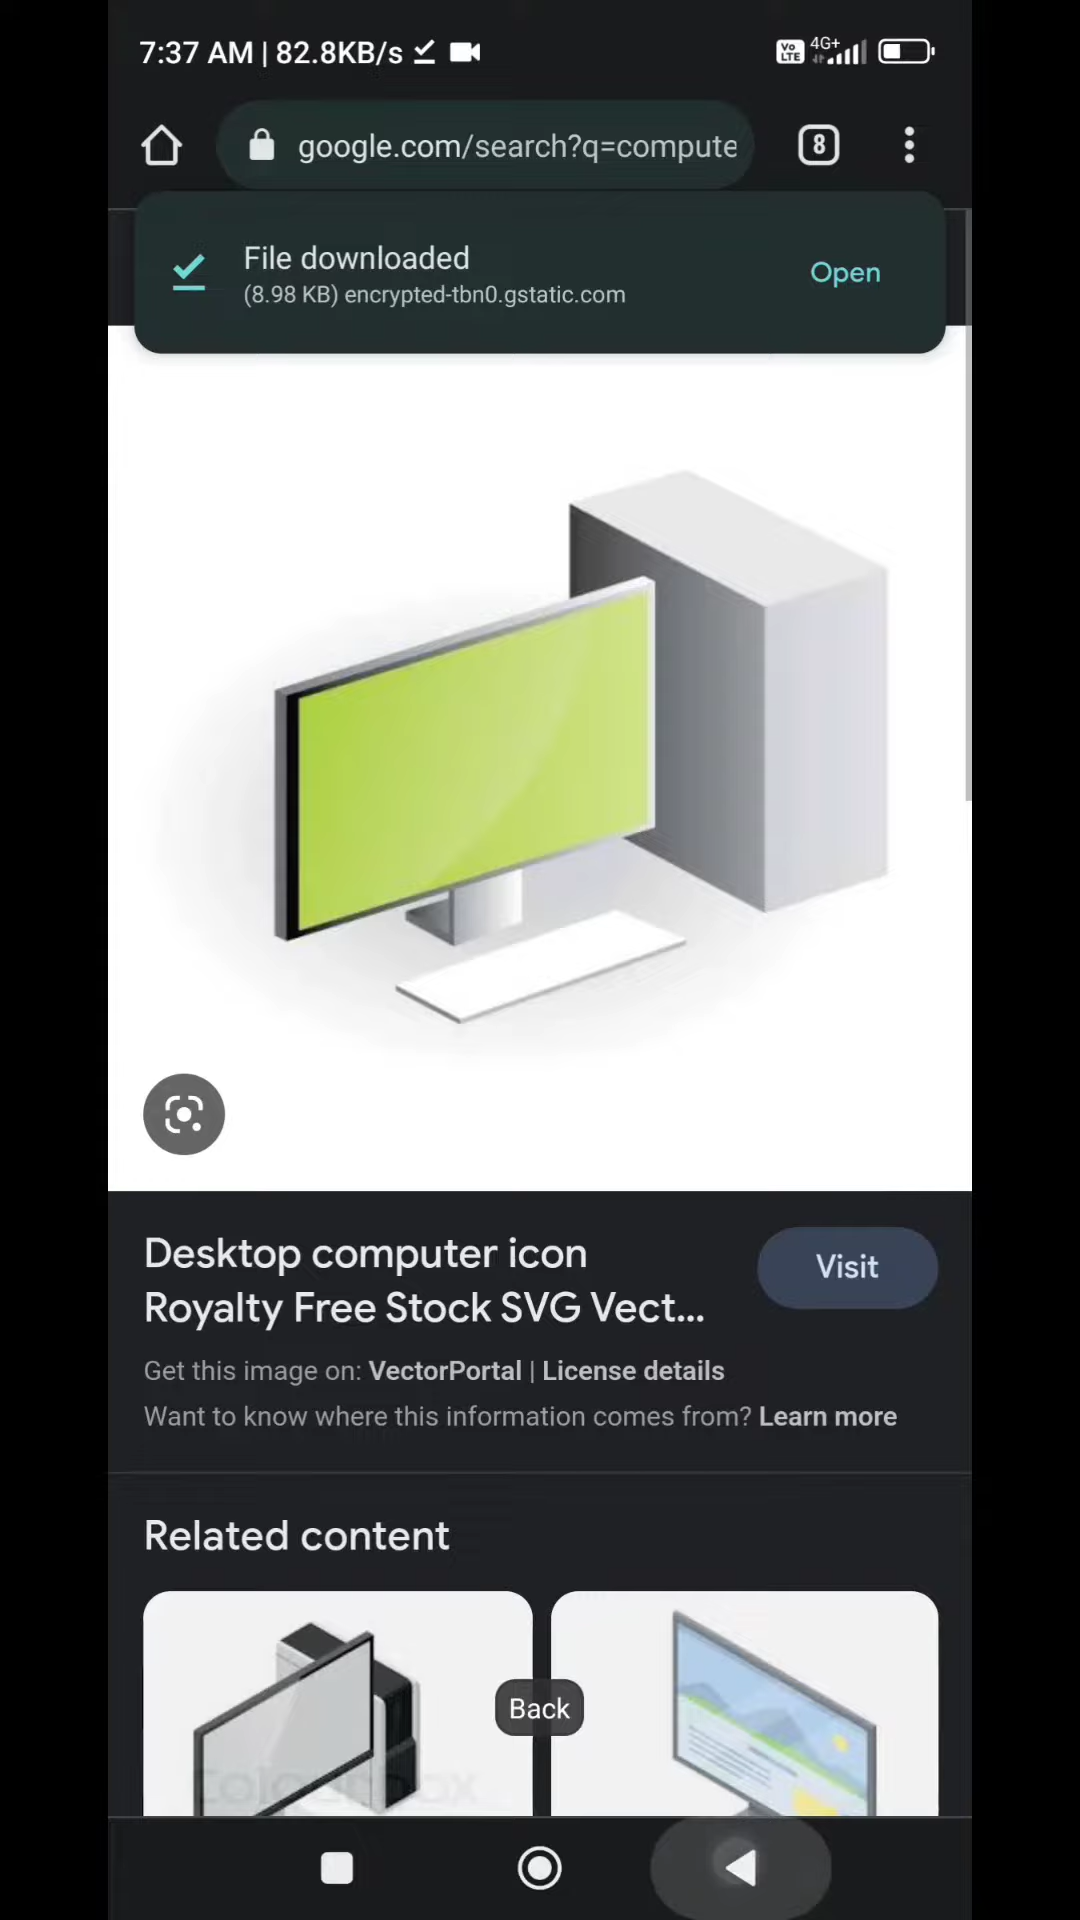 7:37 AM | 82.8KB/s
Vo LTE 4G+
google.com/search?q=compute
8
File downloaded
(8.98 KB) encrypted-tbn0.gstatic.com
Open
Desktop computer icon
Royalty Free Stock SVG Vect...
Visit
Get this image on: VectorPortal | License details
Want to know where this information comes from? Learn more
Related content
Back